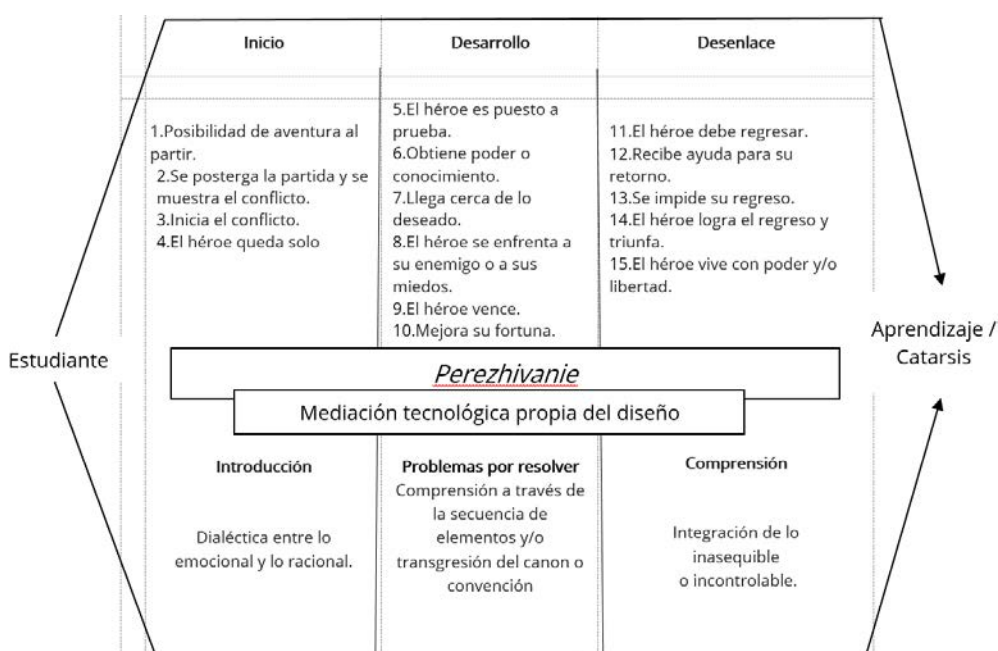 Inicio
Desarrollo
Desenlace
1.Posibilidad de aventura al
partir.
2.Se posterga la partida y se
muestra el conflicto.
3.Inicia el conflicto.
4.El héroe queda solo
5.El héroe es puesto a
prueba.
6.Obtiene poder o
conocimiento.
7.Llega cerca de lo
deseado.
8.El héroe se enfrenta a
su enemigo o a sus
miedos.
9.El héroe vence.
10.Mejora su fortuna.
11.El héroe debe regresar.
12.Recibe ayuda para su
retorno.
13.Se impide su regreso.
14.El héroe logra el regreso y
triunfa.
15.El héroe vive con poder y/o
libertad.
Estudiante
Aprendizaje /
Catarsis
Perezhivanie
Mediación tecnológica propia del diseño
Introducción
Dialéctica entre lo
emocional y lo racional.
Problemas por resolver
Comprensión a través de
la secuencia de
elementos y/o
transgresión del canon o
convención
Comprensión
Integración de lo
inasequible
o incontrolable.